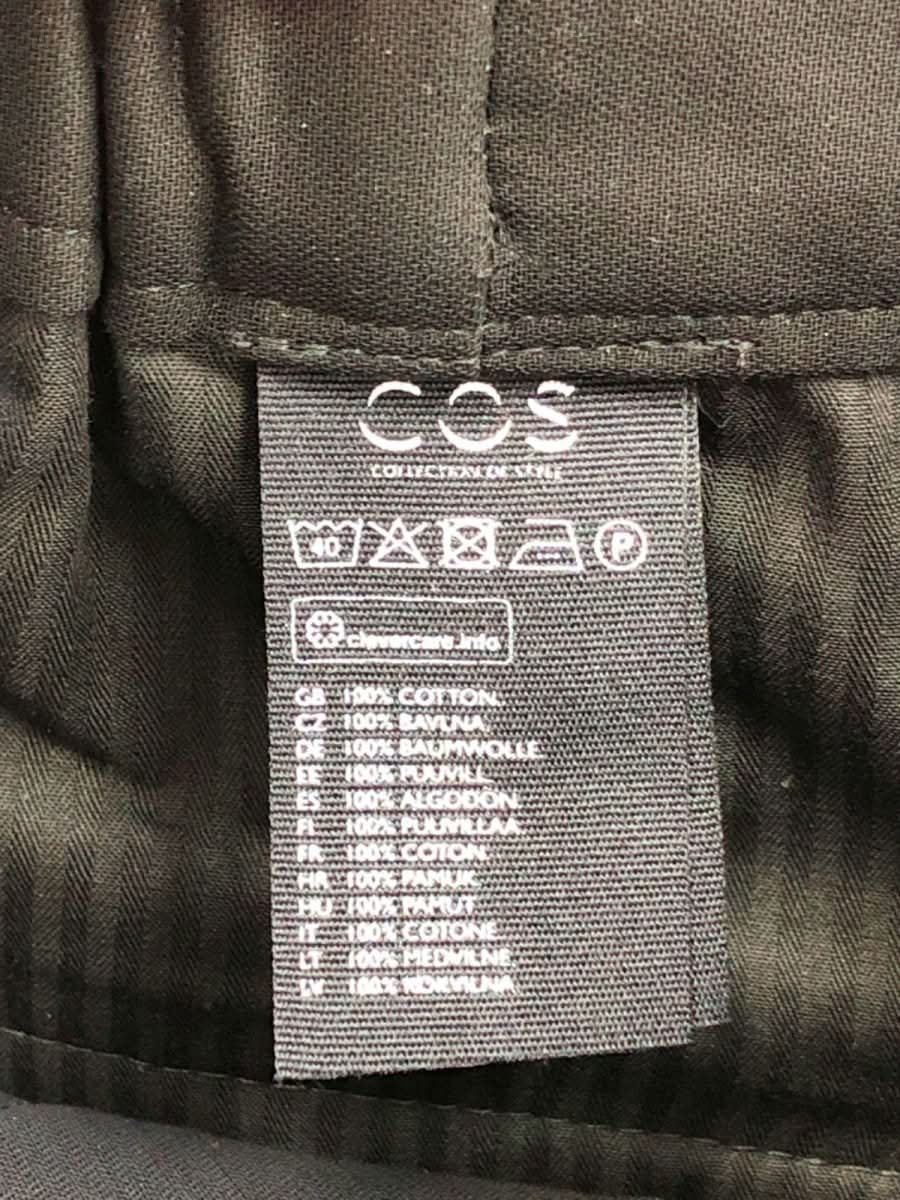 COS
COLLECTION OF STYLE
40 P
clevercare.info
GB 100% COTTON.
CZ 100% BAVLNA.
DE 100% BAUMWOLLE.
EE 100% PUUVILL.
ES 100% ALGODÓN.
FI 100% PUUVILLAA.
FR 100% COTON.
HR 100% PAMUK.
HU 100% PAMUT.
IT 100% COTONE.
LT 100% MEDVILNE.
LV 100% KOKVILNA.